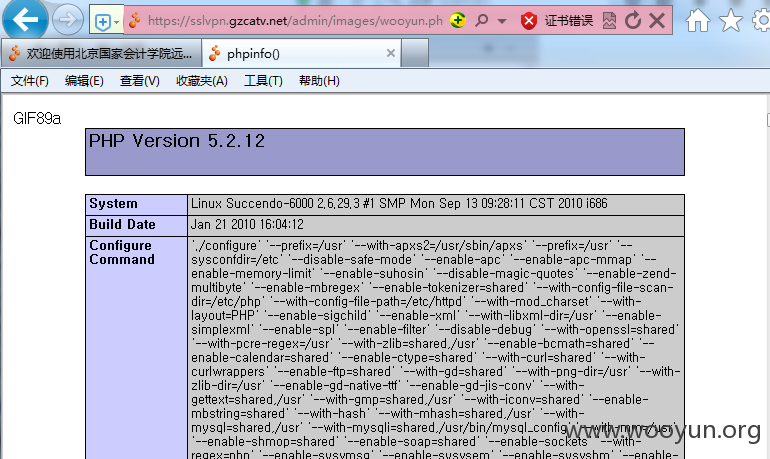 https://sslvpn.gzcatv.net/admin/images/wooyun.ph
证书错误
欢迎使用北京国家会计学院远...
phpinfo()
文件(F) 编辑(E) 查看(V) 收藏夹(A) 工具(T) 帮助(H)
GIF89a
PHP Version 5.2.12
System Linux Succendo-6000 2.6.29.3 #1 SMP Mon Sep 13 09:28:11 CST 2010 i686
Build Date Jan 21 2010 16:04:12
Configure './configure' '--prefix=/usr' '--with-apxs2=/usr/sbin/apxs' '--prefix=/usr' '--
Command sysconfdir=/etc' '--disable-safe-mode' '--enable-apc' '--enable-apc-mmap' '--
enable-memory-limit' '--enable-suhosin' '--disable-magic-quotes' '--enable-zend-
multibyte' '--enable-mbregex' '--enable-tokenizer=shared' '--with-config-file-scan-
dir=/etc/php' '--with-config-file-path=/etc/httpd' '--with-mod_charset' '--with-
layout=PHP' '--enable-sigchild' '--enable-xml' '--with-libxml-dir=/usr' '--enable-
simplexml' '--enable-spl' '--enable-filter' '--disable-debug' '--with-openssl=shared'
'--with-pcre-regex=/usr' '--with-zlib=shared,/usr' '--enable-bcmath=shared' '--
enable-calendar=shared' '--enable-ctype=shared' '--with-curl=shared' '--with-
curlwrappers' '--enable-ftp=shared' '--with-gd=shared' '--with-png-dir=/usr' '--with-
zlib-dir=/usr' '--enable-gd-native-ttf' '--enable-gd-jis-conv' '--with-
gettext=shared,/usr' '--with-gmp=shared,/usr' '--with-iconv=shared' '--enable-
mbstring=shared' '--with-hash' '--with-mhash=shared,/usr' '--with-
mysql=shared,/usr' '--with-mysqli=shared,/usr/bin/mysql_config' '--with-mm=/usr'
'--enable-shmop=shared' '--enable-soap=shared' '--enable-sockets' '--with-
regex=php' '--enable-sysvmsg' '--enable-sysvsem' '--enable-sysvshm' '--enable-
www.wooyun.org